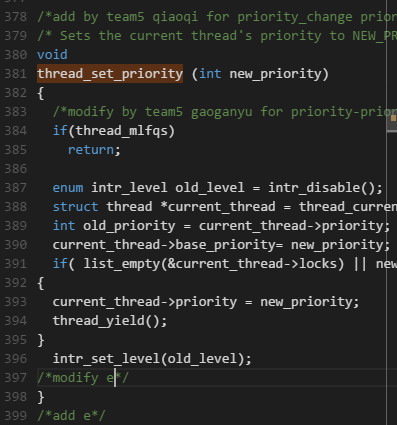 378 /*add by team5 qiaoqi for priority_change prior
379 /* Sets the current thread's priority to NEW_PR
380 void
381 thread_set_priority (int new_priority)
382 {
383 /*modify by team5 gaoganyu for priority-prior
384 if(thread_mlfqs)
385 return;
386
387 enum intr_level old_level = intr_disable();
388 struct thread *current_thread = thread_curren
389 int old_priority = current_thread->priority;
390 current_thread->base_priority= new_priority;
391 if( list_empty(&current_thread->locks) || new
392 {
393 current_thread->priority = new_priority;
394 thread_yield();
395 }
396 intr_set_level(old_level);
397 /*modify e*/
398 }
399 /*add e*/